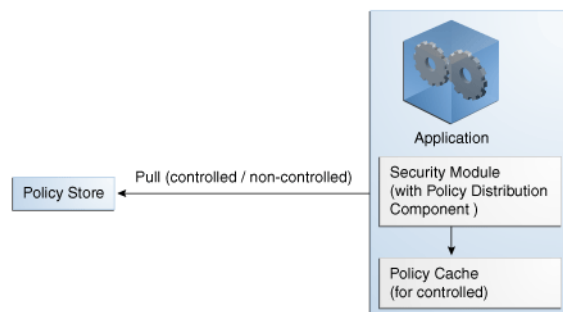 Application
Pull (controlled / non-controlled)
Policy Store
Security Module
(with Policy Distribution
Component )
Policy Cache
(for controlled)